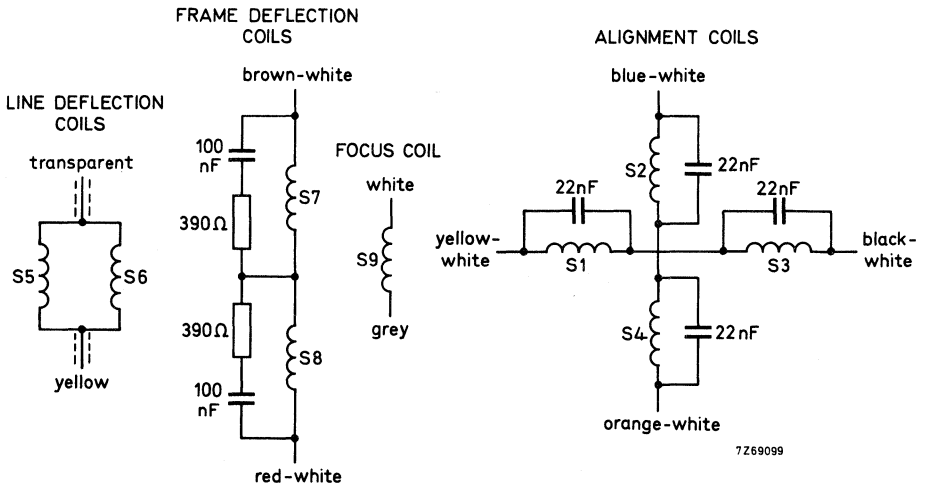 FRAME DEFLECTION
COILS
brown-white
100
nF
S7
390Ω
390Ω
S8
100
nF
red-white
LINE DEFLECTION
COILS
transparent
S5
S6
yellow
FOCUS COIL
white
S9
grey
ALIGNMENT COILS
blue-white
S2
22nF
22nF
22nF
yellow-
white
S1
S3
black-
white
S4
22nF
orange-white
7Z69099